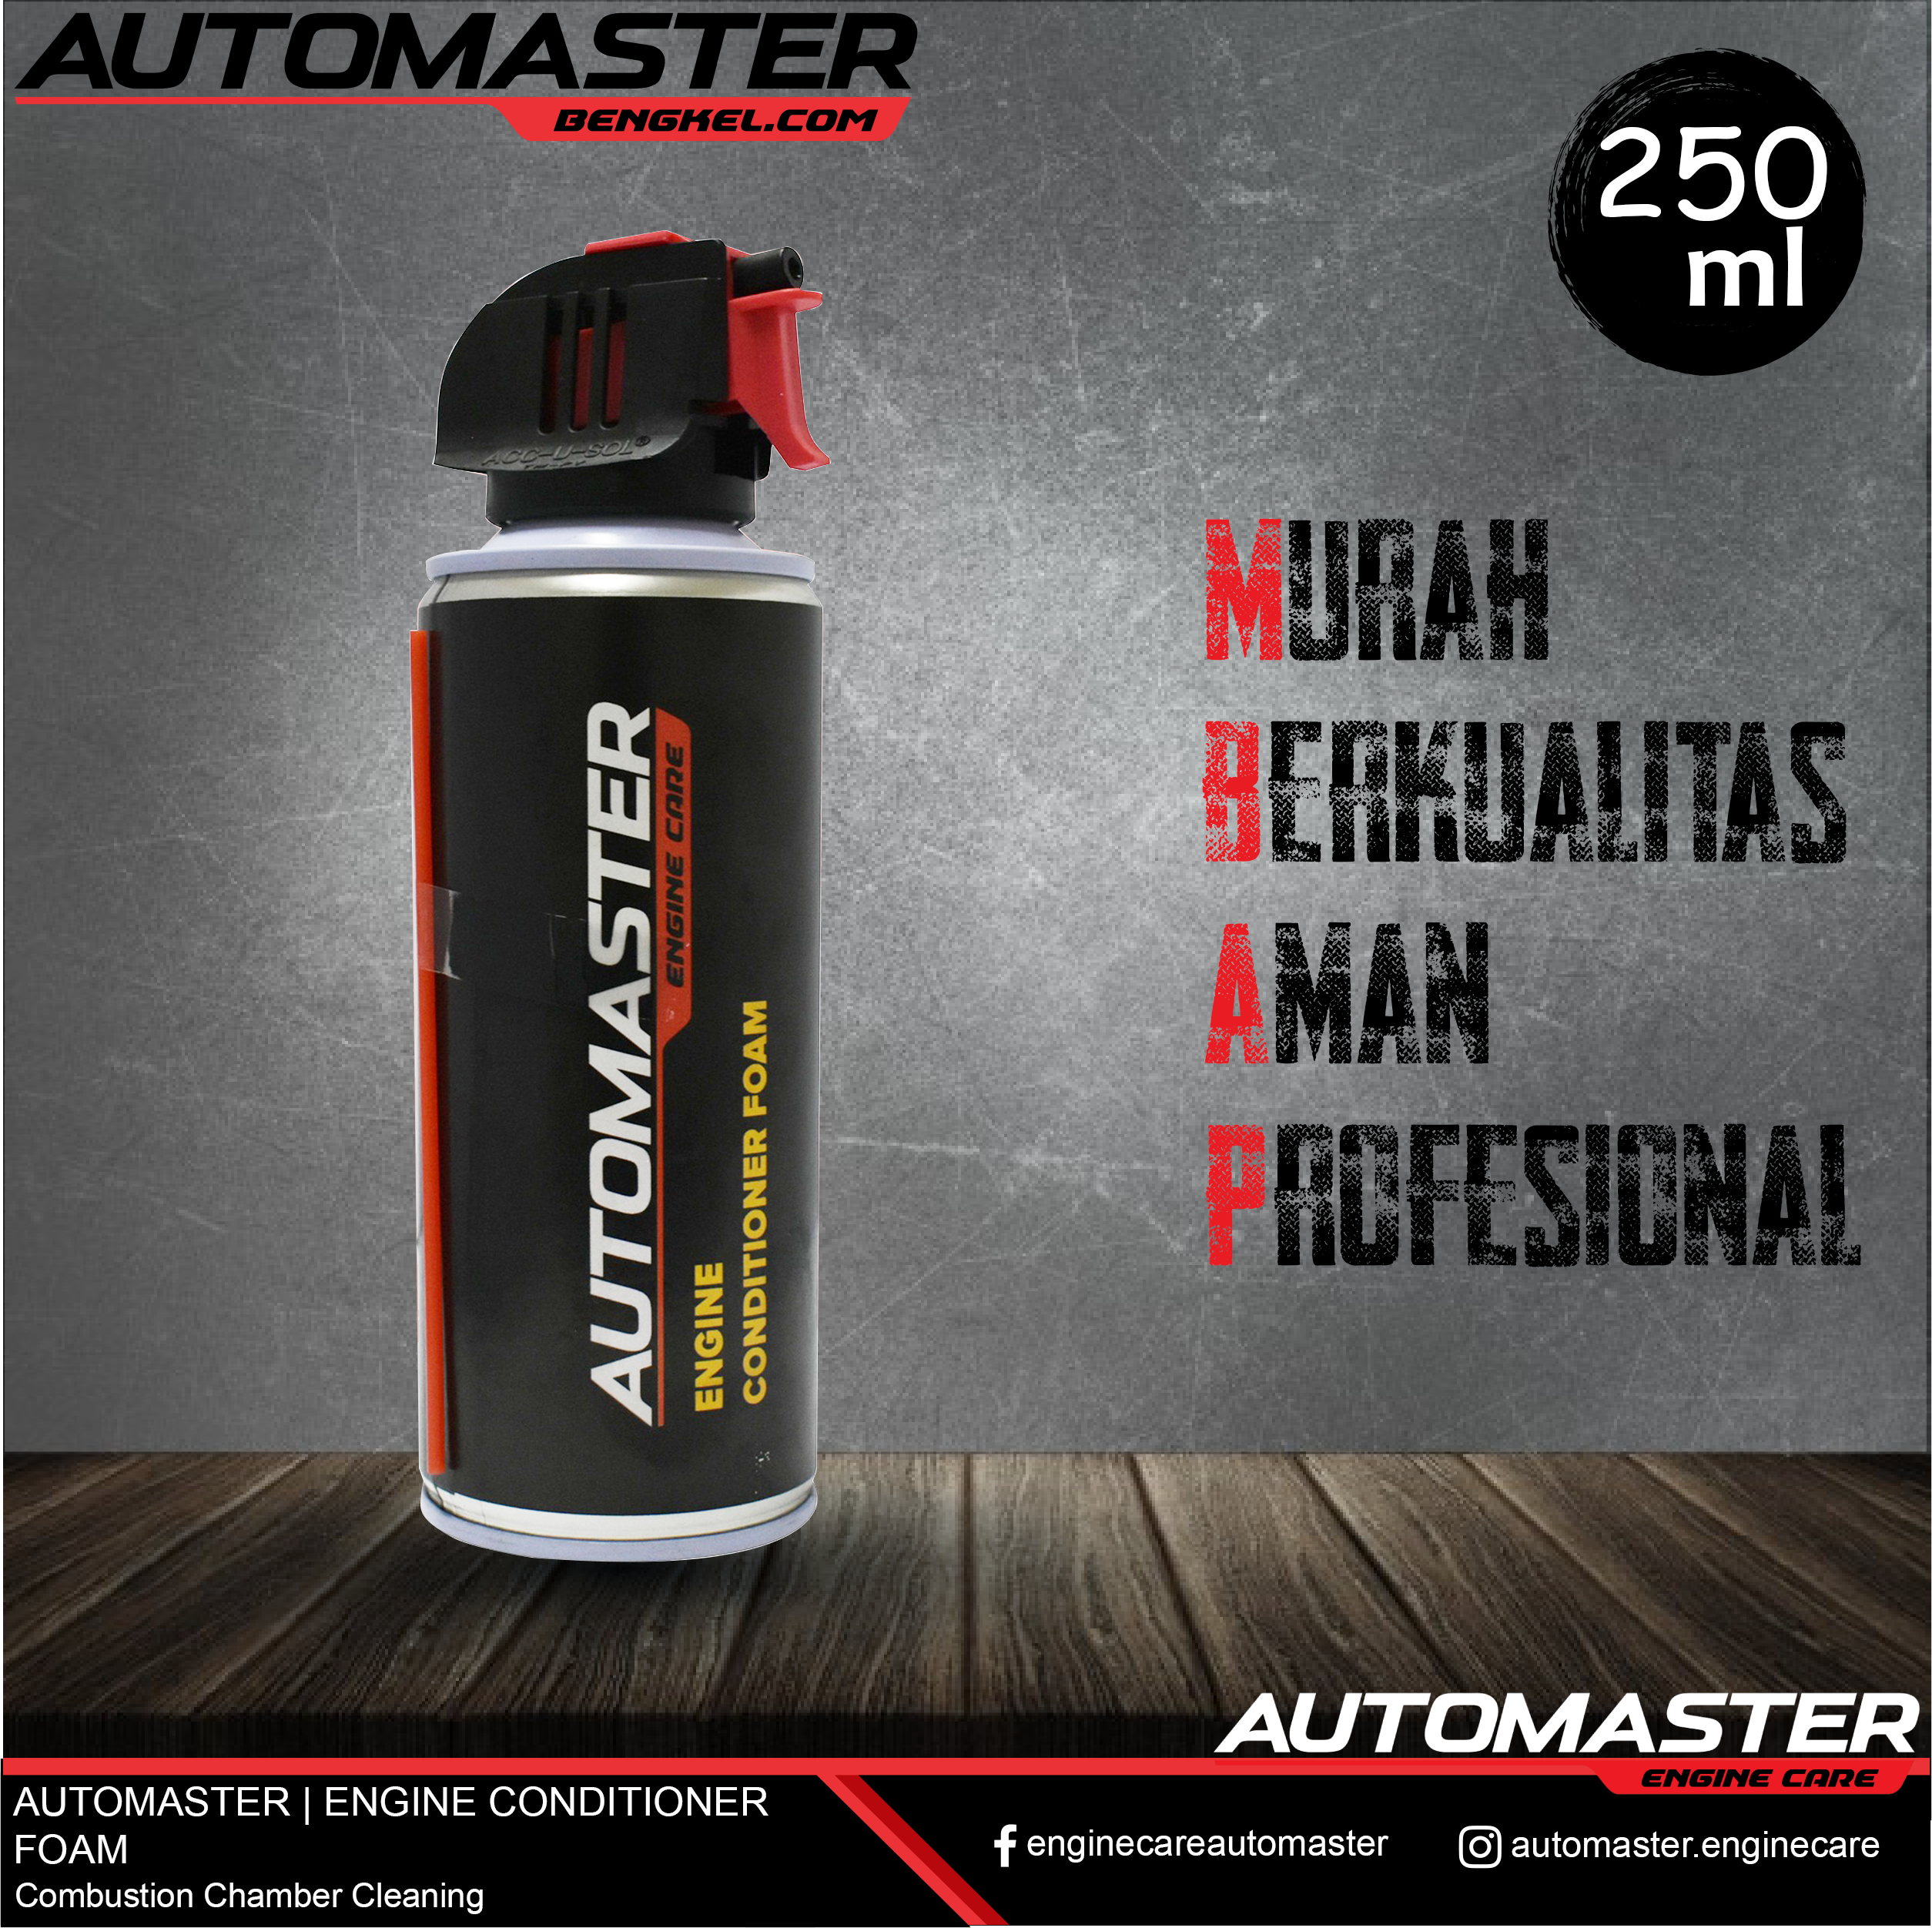 AUTOMASTER
BENGKEL.COM
250
ml
ACC-U-SOL®
MURAH
BERKUALITAS
AMAN
PROFESIONAL
AUTOMASTER
ENGINE CARE
ENGINE
CONDITIONER FOAM
AUTOMASTER
ENGINE CARE
AUTOMASTER | ENGINE CONDITIONER
FOAM
Combustion Chamber Cleaning
enginecareautomaster
automaster.enginecare